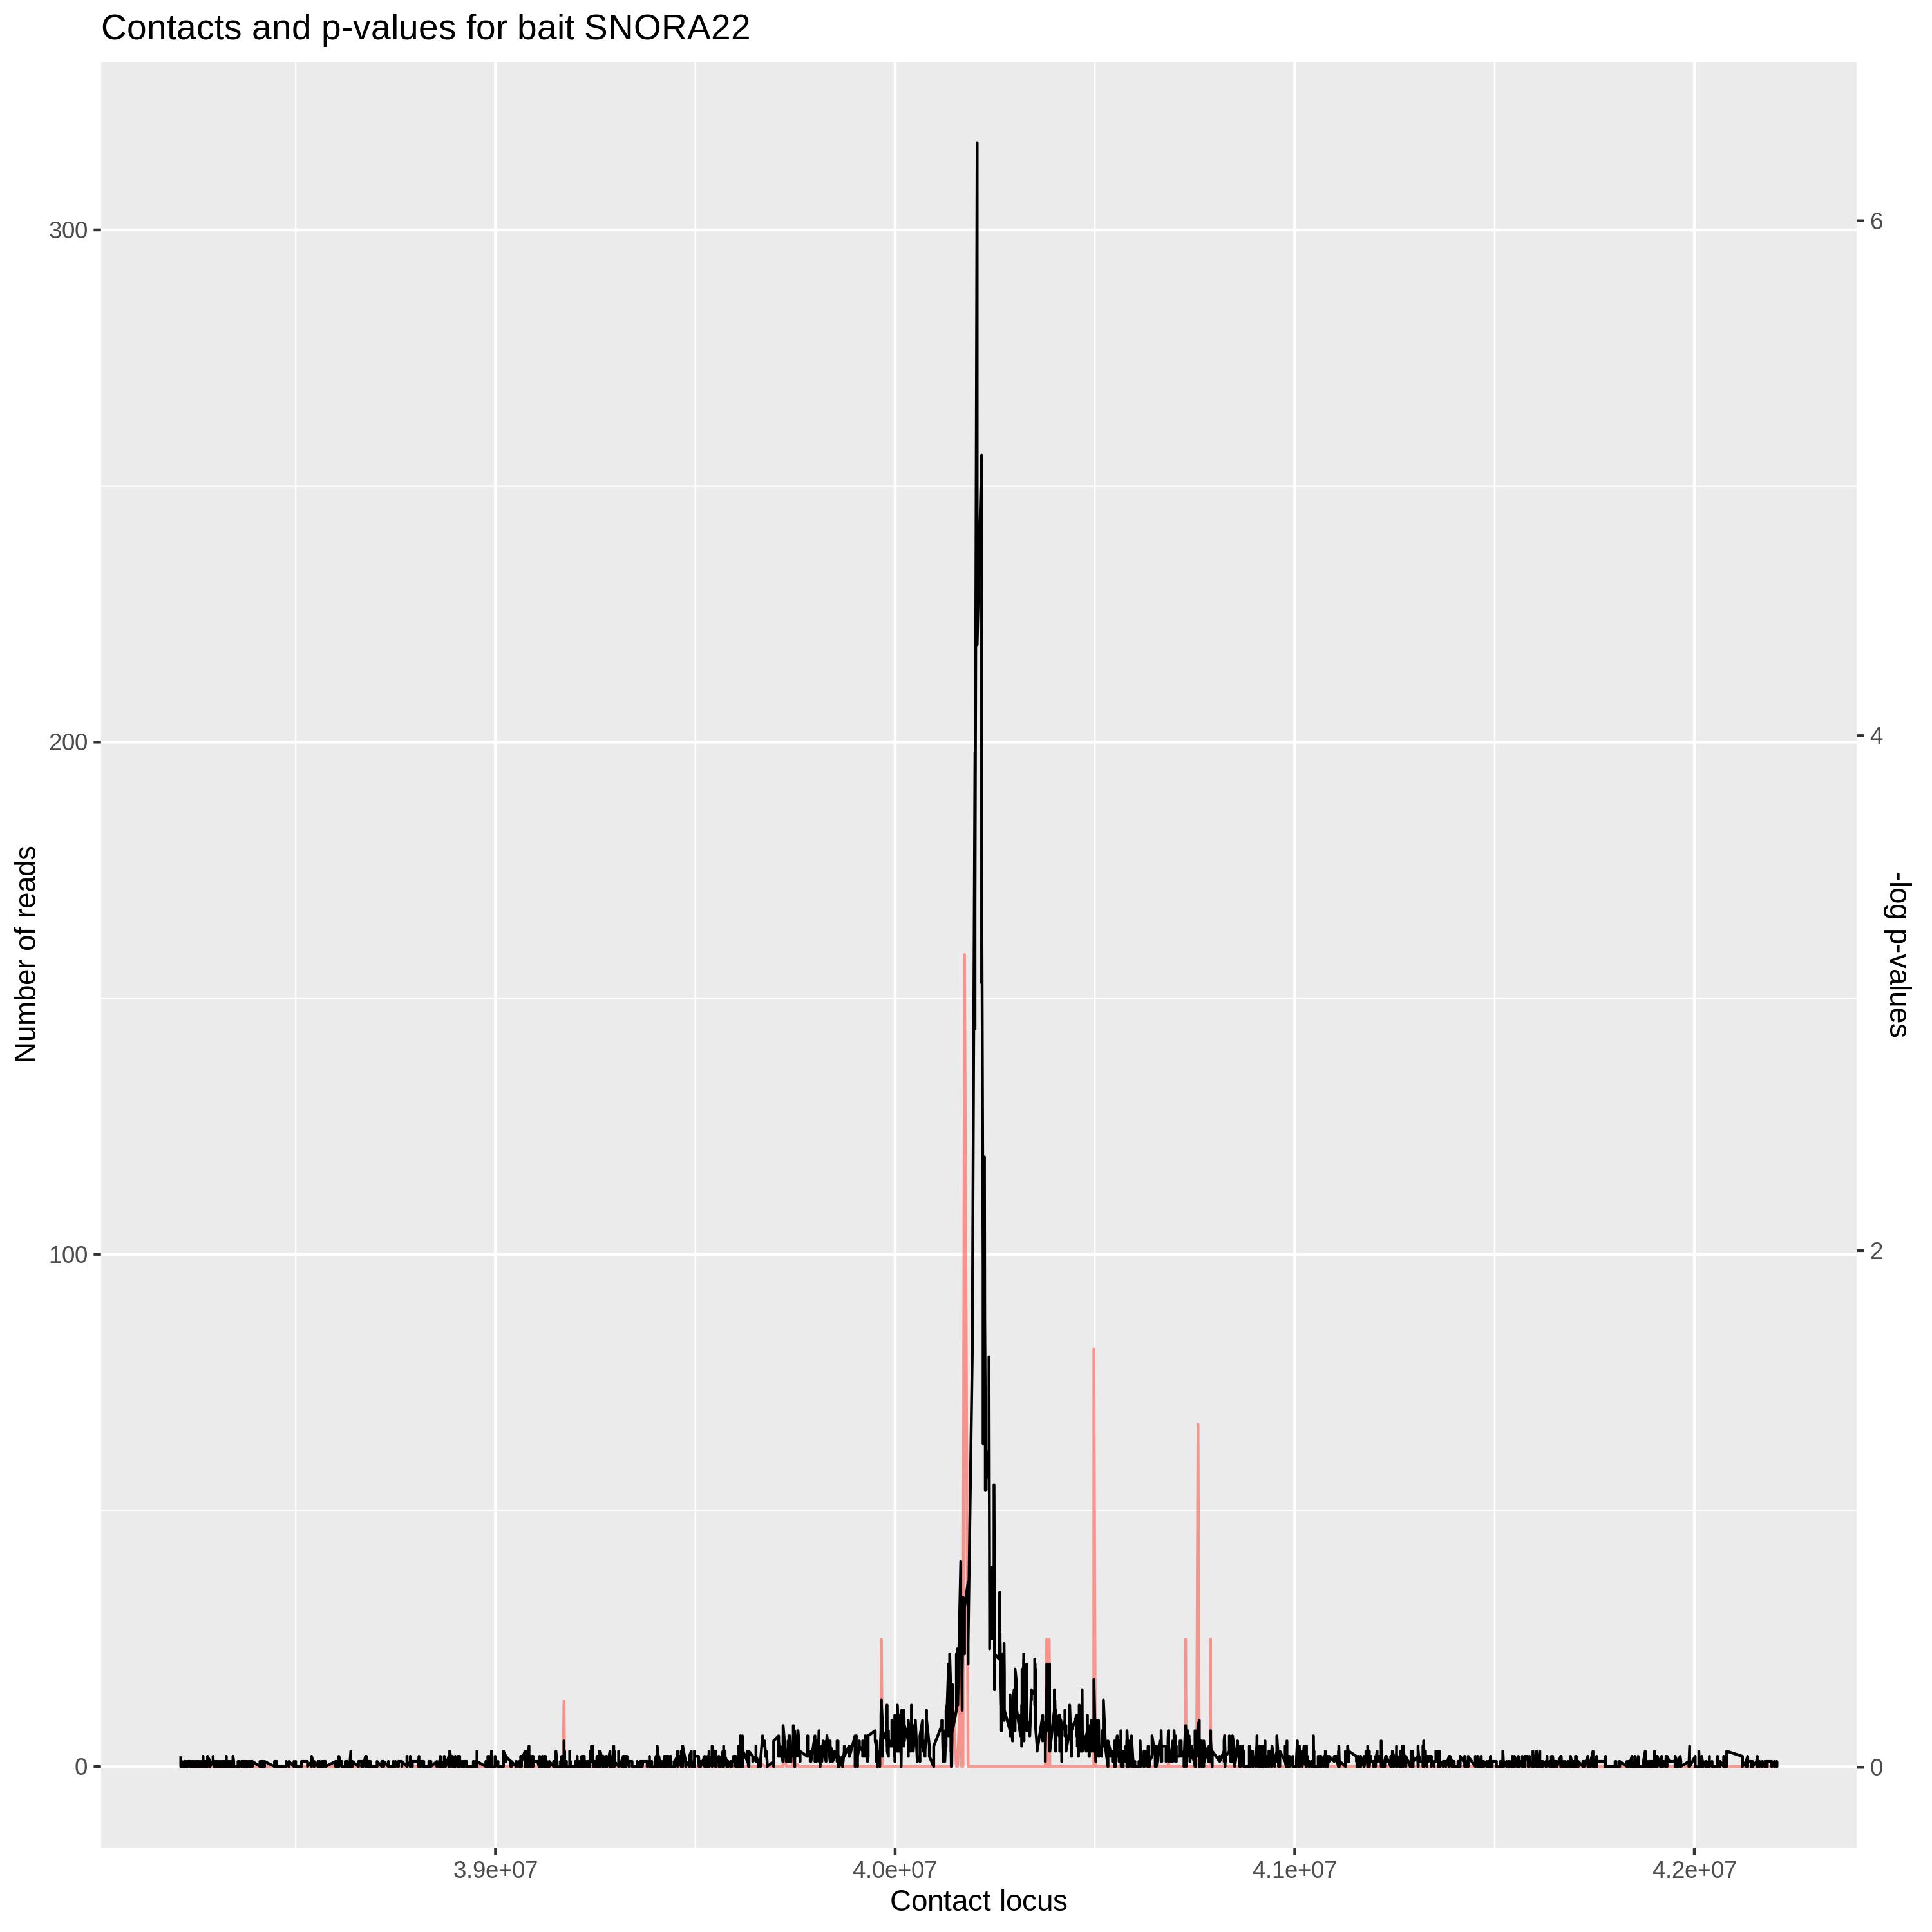 Contacts and p-values for bait SNORA22
Number of reads
300
200
100
0
6
4
2
0
-log p-values
3.9e+07 4.0e+07 4.1e+07 4.2e+07
Contact locus